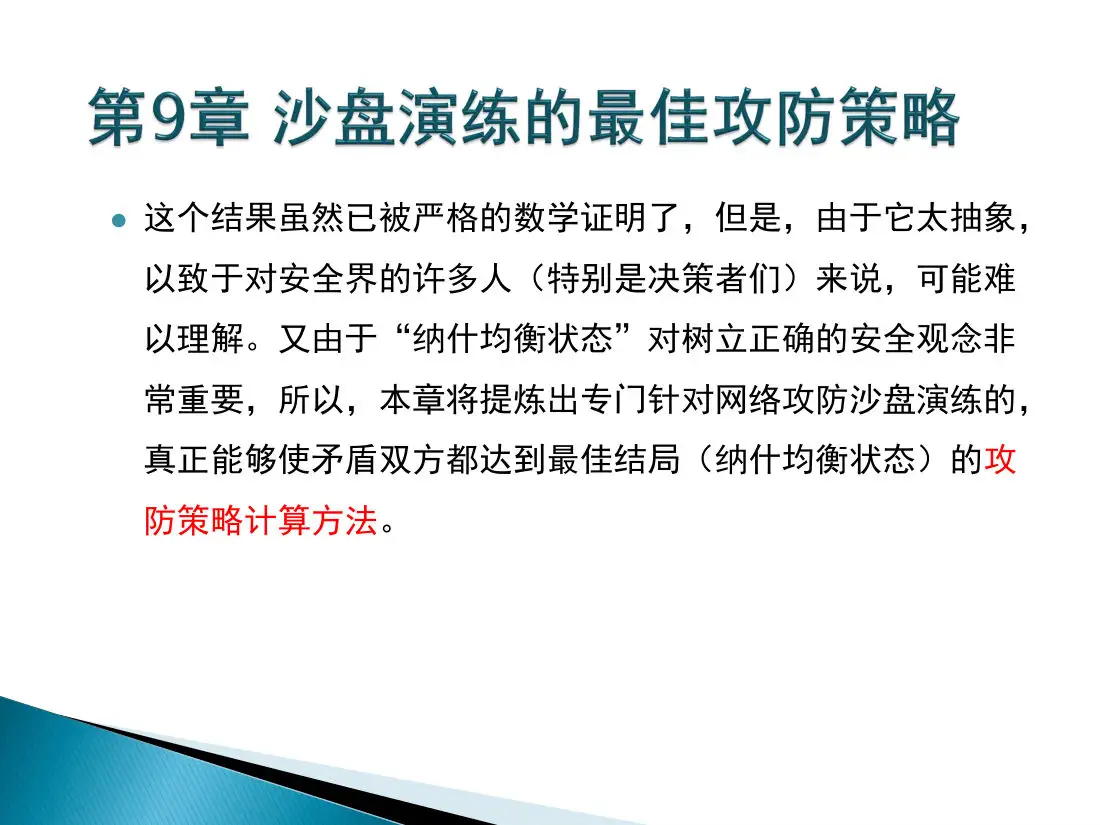 第9章 沙盘演练的最佳攻防策略
这个结果虽然已被严格的数学证明了，但是，由于它太抽象，
以致于对安全界的许多人（特别是决策者们）来说，可能难
以理解。又由于“纳什均衡状态”对树立正确的安全观念非
常重要，所以，本章将提炼出专门针对网络攻防沙盘演练的，
真正能够使矛盾双方都达到最佳结局（纳什均衡状态）的攻
防策略计算方法。